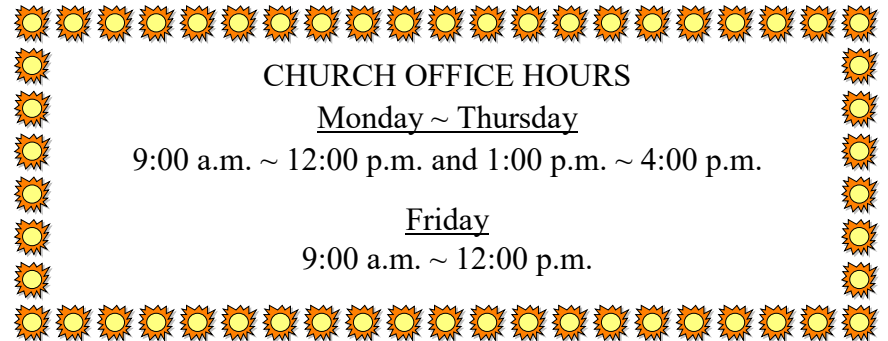 CHURCH OFFICE HOURS
Monday ~ Thursday
9:00 a.m. ~ 12:00 p.m. and 1:00 p.m. ~ 4:00 p.m.
Friday
9:00 a.m. ~ 12:00 p.m.